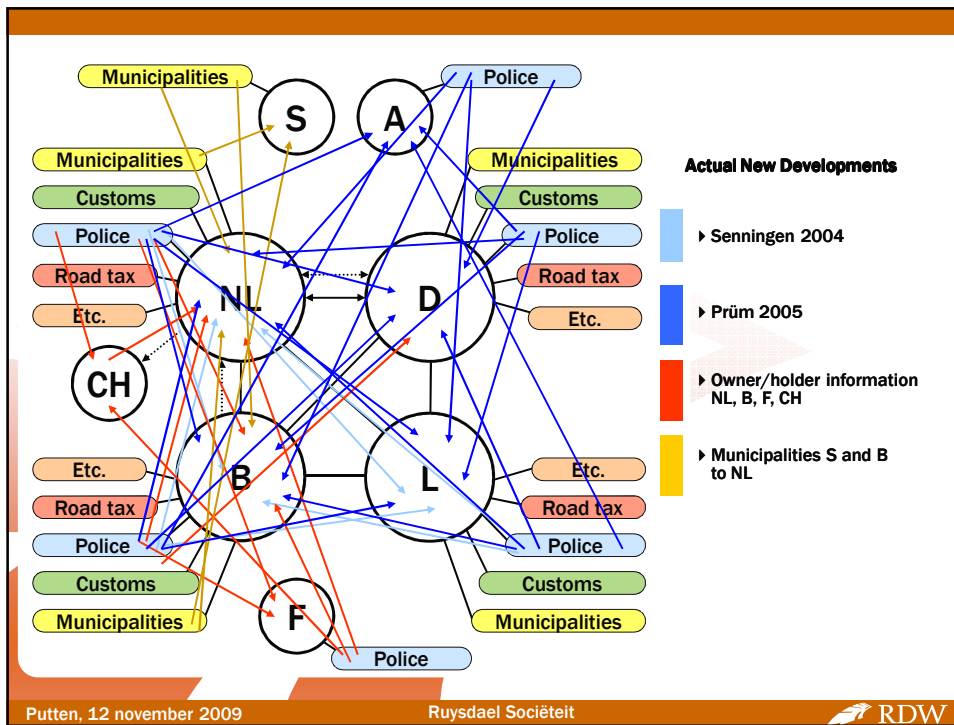 Municipalities
S
A
Police
Municipalities
Customs
Police
Road tax
Etc.
NL
D
Municipalities
Customs
Police
Road tax
Etc.
CH
B
L
Etc.
Road tax
Police
Customs
Municipalities
Etc.
Road tax
Police
Customs
Municipalities
F
Police
Actual New Developments
Senningen 2004
Prüm 2005
Owner/holder information
NL, B, F, CH
Municipalities S and B
to NL
Putten, 12 november 2009
Ruysdael Sociëteit
RDW